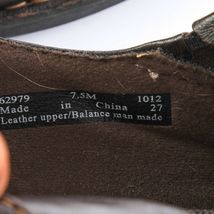 62979 7.5M 1012
Made in China 27
Leather upper/Balance man made